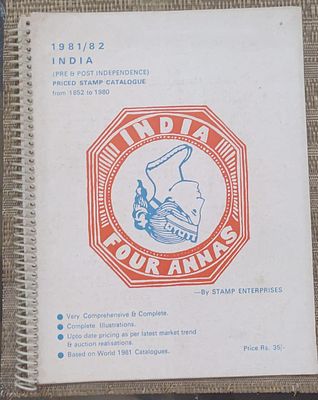 1981/82
INDIA
(PRE & POST INDEPENDENCE)
PRICED STAMP CATALOGUE
from 1852 to 1980
INDIA
FOUR ANNAS
—By STAMP ENTERPRISES
Very Comprehensive & Complete.
Complete Illustrations.
Upto date pricing as per latest market trend
& auction realisations.
Based on World 1981 Catalogues.
Price Rs. 35/-